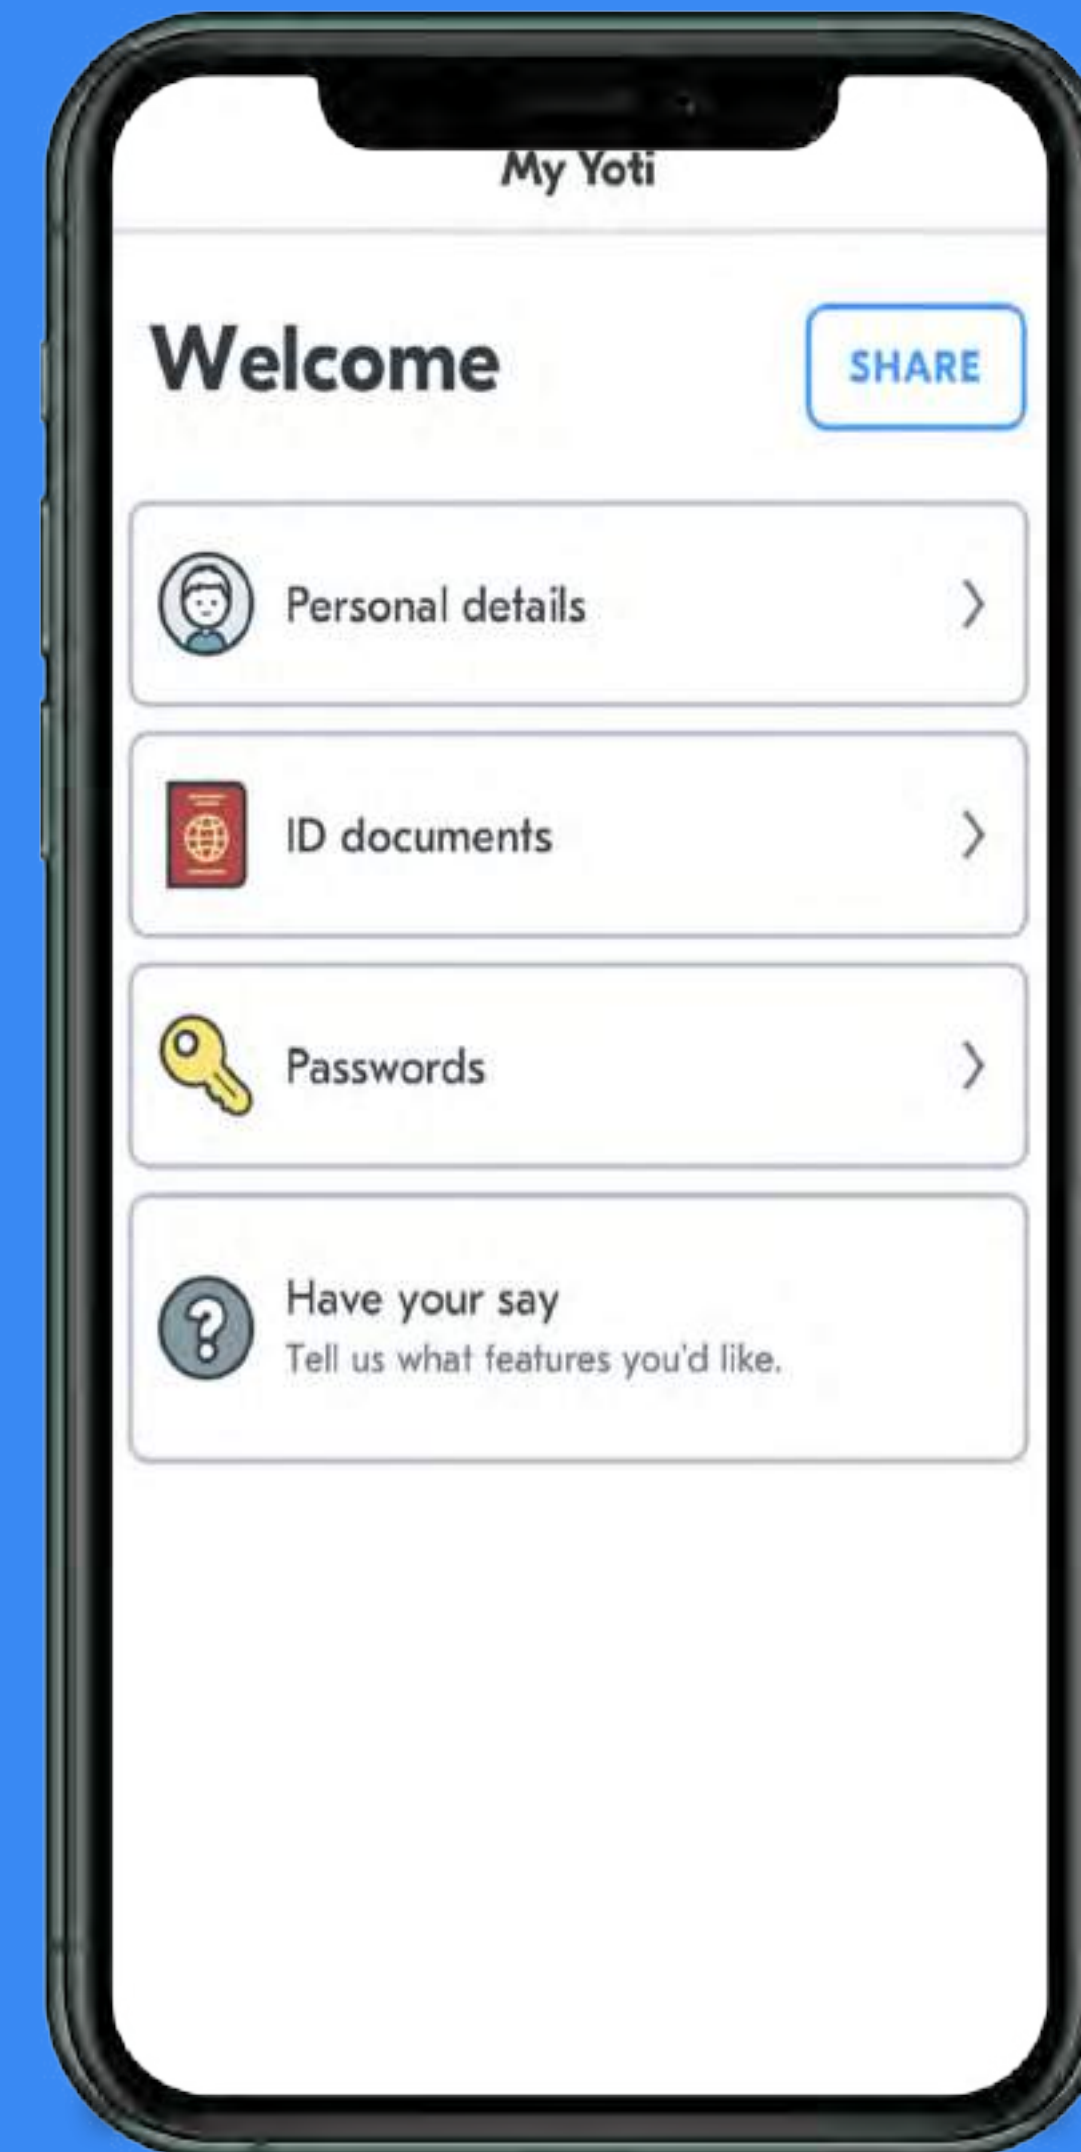 My Yoti
Welcome
SHARE
Personal details
ID documents
Passwords
Have your say
Tell us what features you'd like.
?